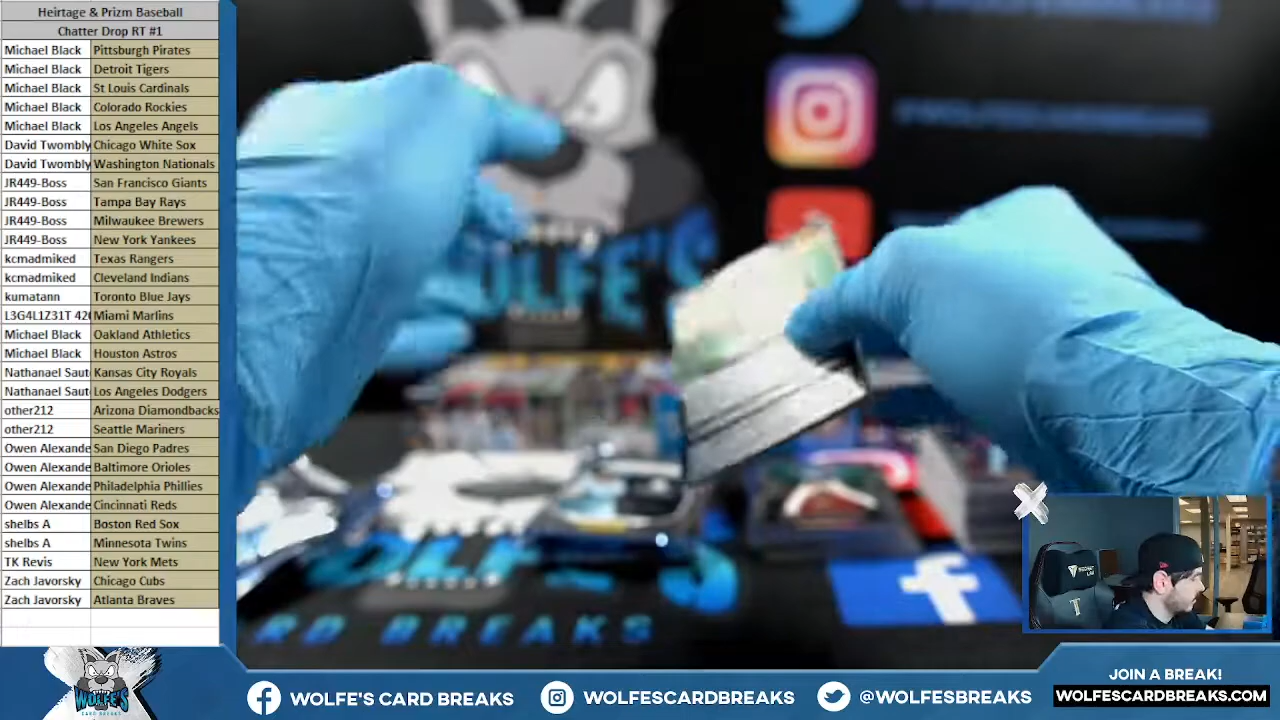 Heirtage & Prizm Baseball
Chatter Drop RT #1
Michael Black Pittsburgh Pirates
Michael Black Detroit Tigers
Michael Black St Louis Cardinals
Michael Black Colorado Rockies
Michael Black Los Angeles Angels
David Twombly Chicago White Sox
David Twombly Washington Nationals
JR449-Boss San Francisco Giants
JR449-Boss Tampa Bay Rays
JR449-Boss Milwaukee Brewers
JR449-Boss New York Yankees
kcmadmiked Texas Rangers
kcmadmiked Cleveland Indians
kumatann Toronto Blue Jays
L3G4L1Z31T 42 Miami Marlins
Michael Black Oakland Athletics
Michael Black Houston Astros
Nathanael Saut Kansas City Royals
Nathanael Saut Los Angeles Dodgers
other212 Arizona Diamondbacks
other212 Seattle Mariners
Owen Alexande San Diego Padres
Owen Alexande Baltimore Orioles
Owen Alexande Philadelphia Phillies
Owen Alexande Cincinnati Reds
shelbs A Boston Red Sox
shelbs A Minnesota Twins
TK Revis New York Mets
Zach Javorsky Chicago Cubs
Zach Javorsky Atlanta Braves
WOLFE'S
RD BREAKS
WOLFE'S
CARD BREAKS
WOLFE'S CARD BREAKS
WOLFESCARDBREAKS
@WOLFESBREAKS
JOIN A BREAK!
WOLFESCARDBREAKS.COM